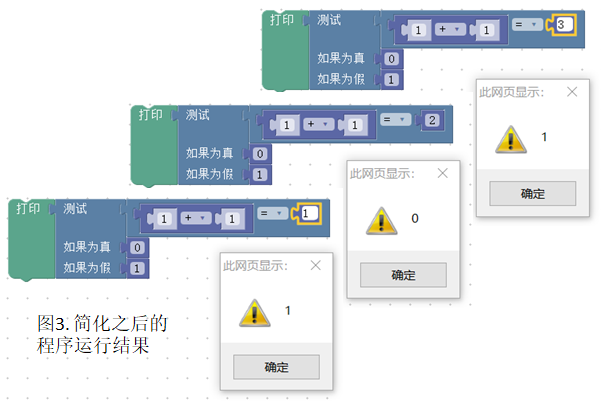 打印 测试 1 + 1 = 3
如果为真 0
如果为假 1
此网页显示：
1
确定
打印 测试 1 + 1 = 2
如果为真 0
如果为假 1
此网页显示：
0
确定
打印 测试 1 + 1 = 1
如果为真 0
如果为假 1
此网页显示：
1
确定
图3. 简化之后的
程序运行结果